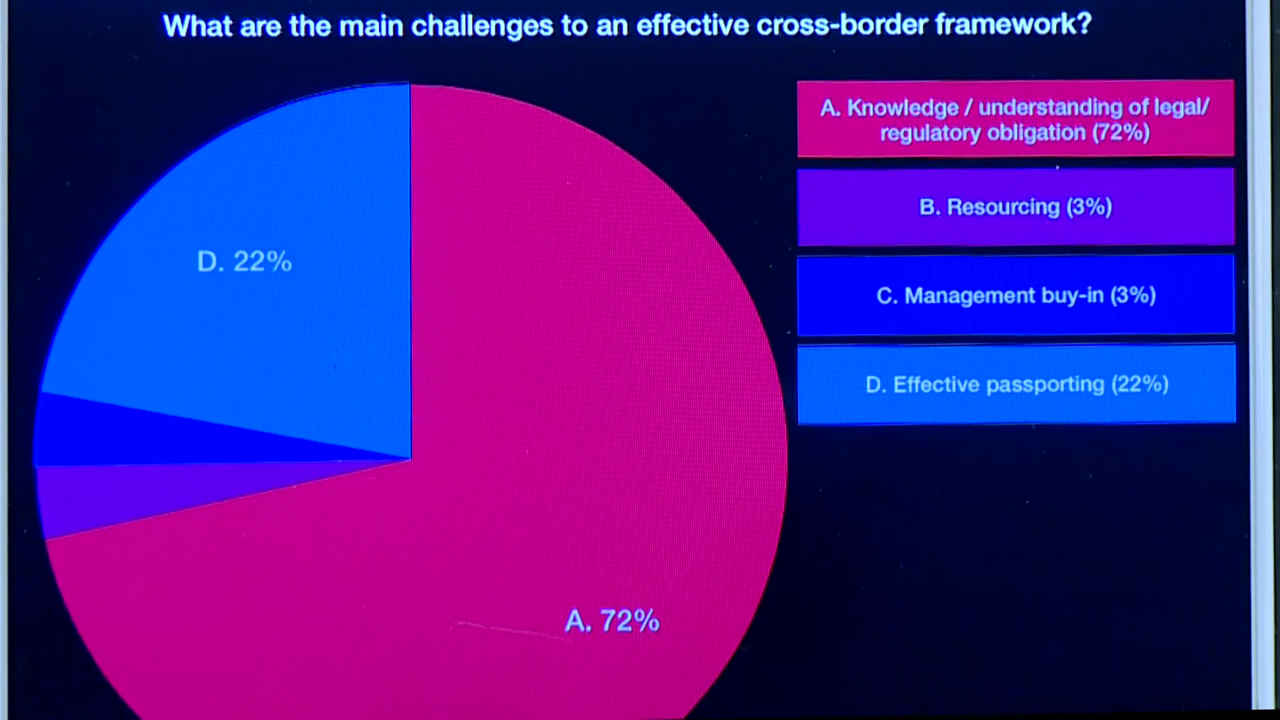 What are the main challenges to an effective cross-border framework?
A. Knowledge / understanding of legal/
regulatory obligation (72%)
B. Resourcing (3%)
C. Management buy-in (3%)
D. Effective passporting (22%)
D. 22%
A. 72%